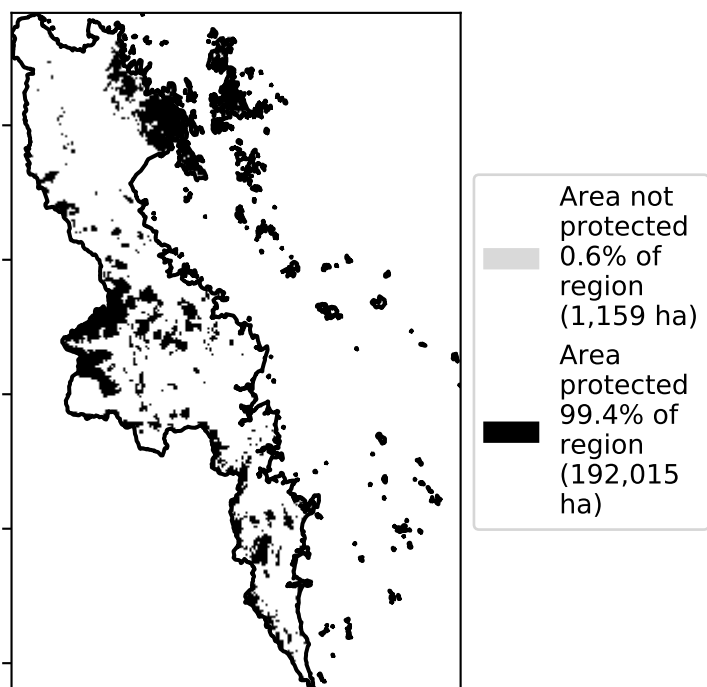 Area not
protected
0.6% of
region
(1,159 ha)
Area
protected
99.4% of
region
(192,015
ha)